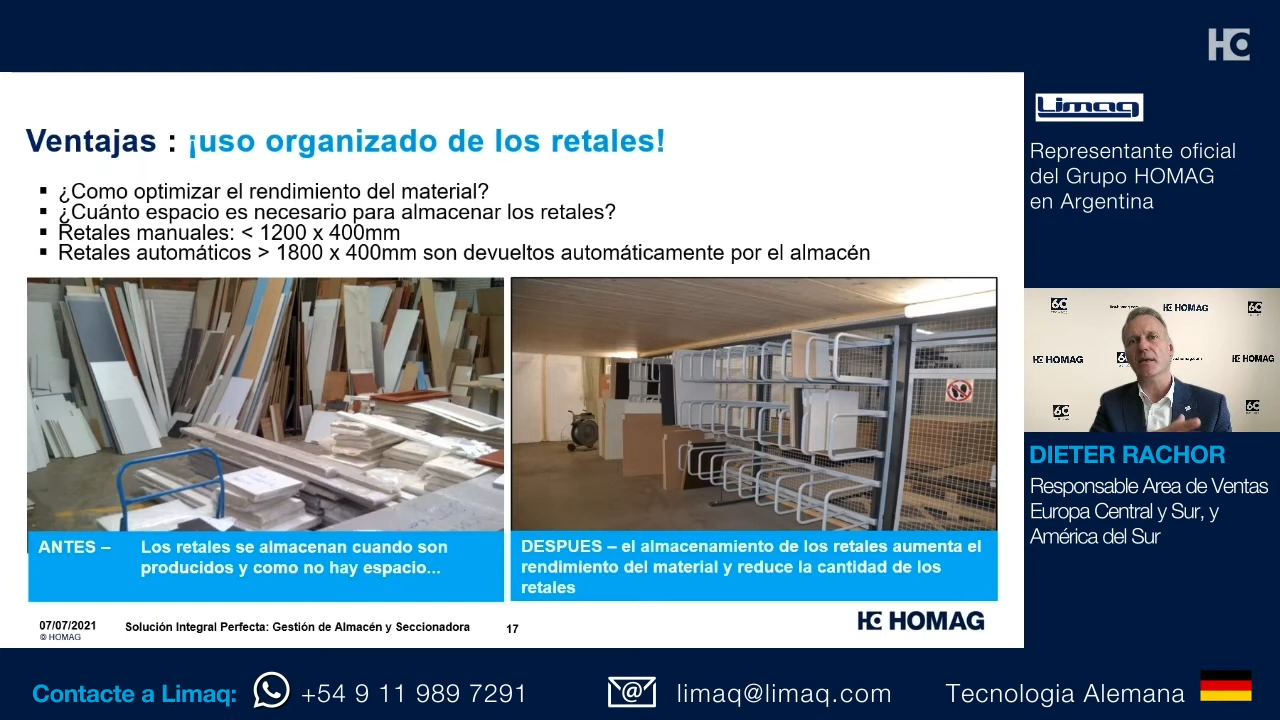 HC
Limaq
Representante oficial
del Grupo HOMAG
en Argentina
Ventajas : ¡uso organizado de los retales!
¿Como optimizar el rendimiento del material?
¿Cuánto espacio es necesario para almacenar los retales?
Retales manuales: < 1200 x 400mm
Retales automáticos > 1800 x 400mm son devueltos automáticamente por el almacén
ANTES – Los retales se almacenan cuando son
producidos y como no hay espacio...
DESPUES – el almacenamiento de los retales aumenta el
rendimiento del material y reduce la cantidad de los
retales
07/07/2021
© HOMAG
Solución Integral Perfecta: Gestión de Almacén y Seccionadora
17
HOMAG
60
HOMAG
60
HOMAG
HOMAG
60
60
DIETER RACHOR
Responsable Area de Ventas
Europa Central y Sur, y
América del Sur
Contacte a Limaq:
+54 9 11 989 7291
limaq@limaq.com
Tecnologia Alemana